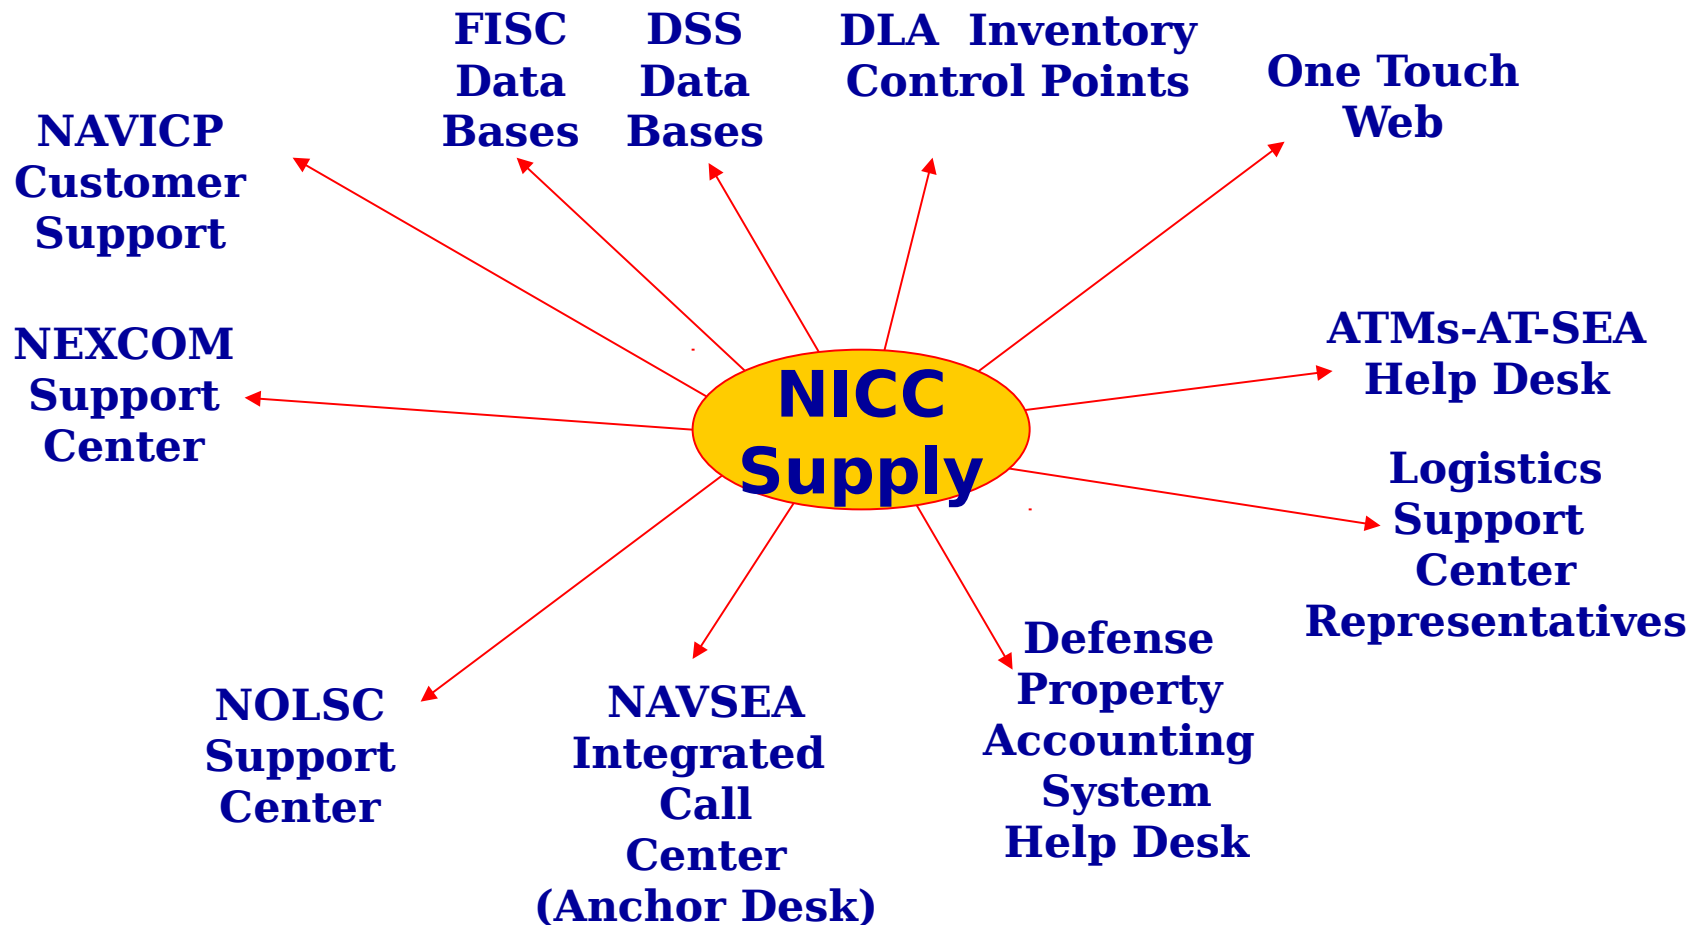 FISC
Data
Bases
DSS
Data
Bases
DLA  Inventory
Control Points
One Touch
Web
NAVICP
Customer
Support
NEXCOM
Support
Center
NICC
Supply
ATMs-AT-SEA
Help Desk
Logistics
Support
Center
Representatives
NOLSC
Support
Center
NAVSEA
Integrated
Call
Center
(Anchor Desk)
Defense
Property
Accounting
System
Help Desk